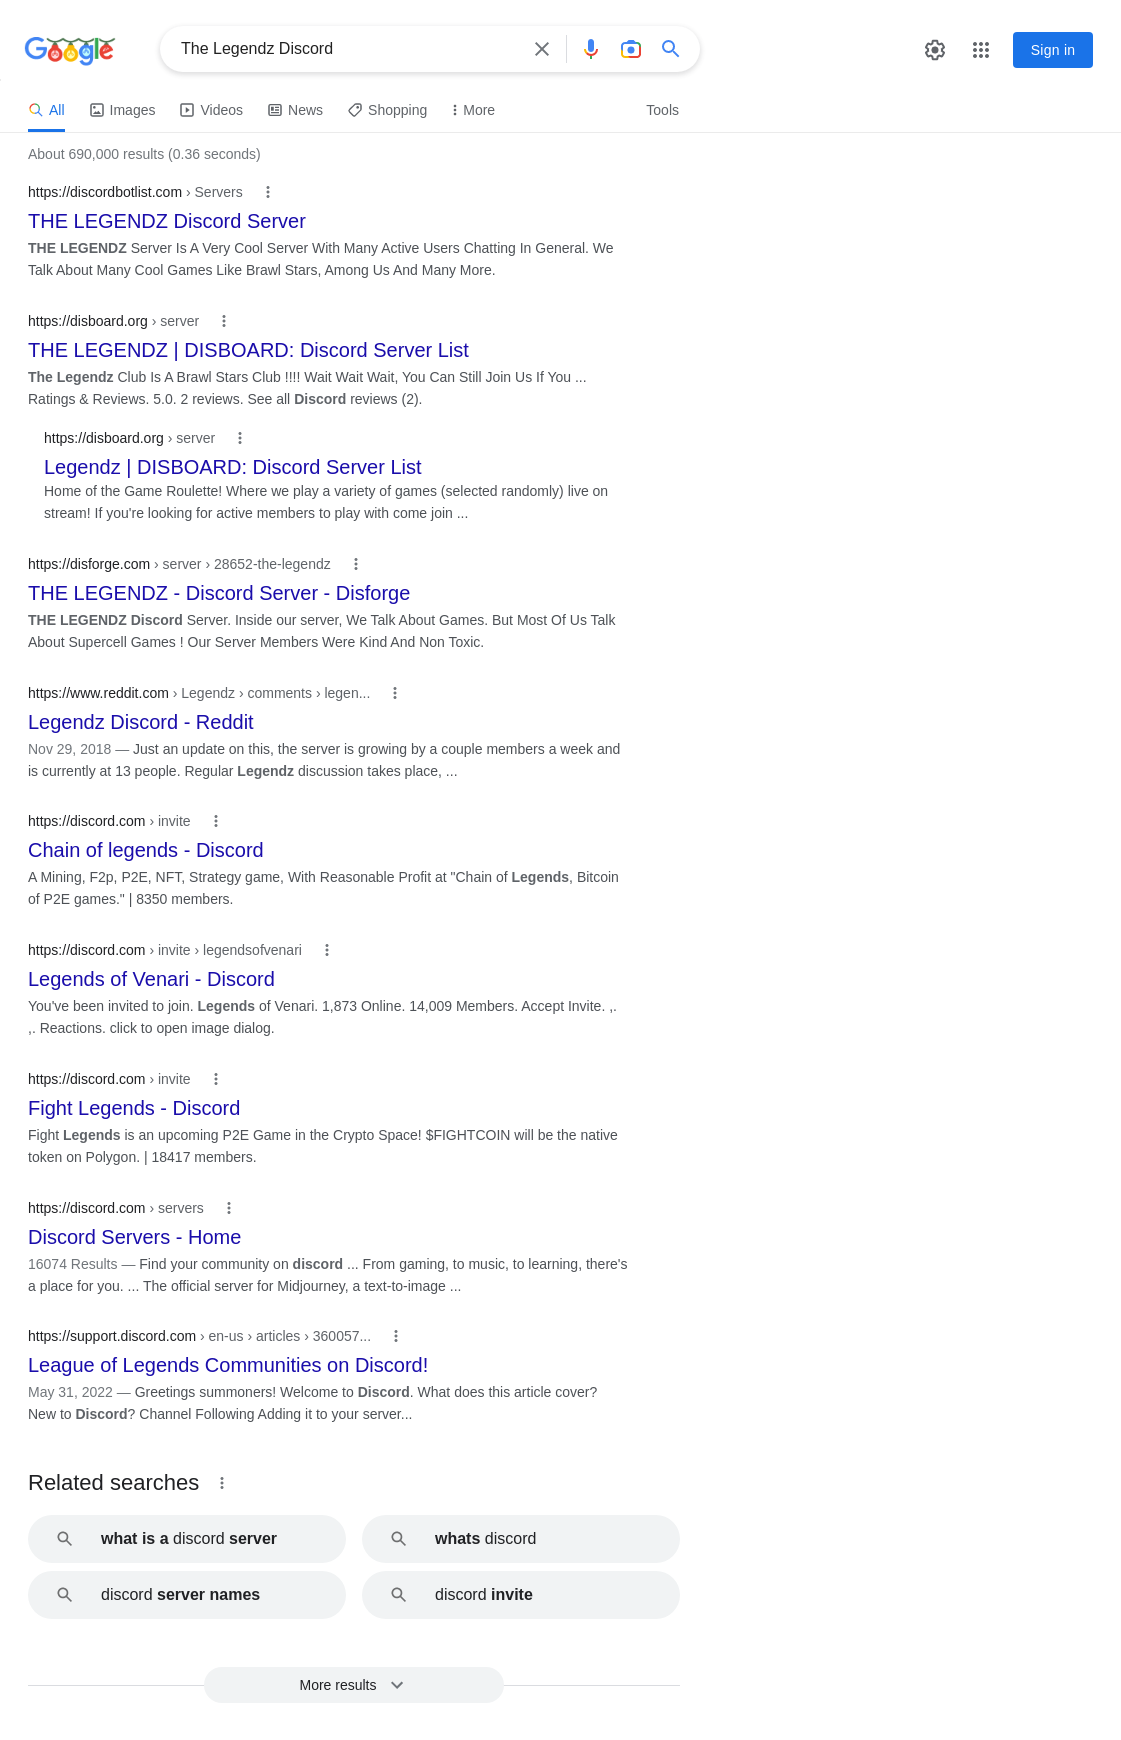 Google
The Legendz Discord
Sign in
All Images Videos News Shopping More Tools
About 690,000 results (0.36 seconds)
https://discordbotlist.com › Servers
THE LEGENDZ Discord Server
THE LEGENDZ Server Is A Very Cool Server With Many Active Users Chatting In General. We
Talk About Many Cool Games Like Brawl Stars, Among Us And Many More.
https://disboard.org › server
THE LEGENDZ | DISBOARD: Discord Server List
The Legendz Club Is A Brawl Stars Club !!!! Wait Wait Wait, You Can Still Join Us If You ...
Ratings & Reviews. 5.0. 2 reviews. See all Discord reviews (2).
https://disboard.org › server
Legendz | DISBOARD: Discord Server List
Home of the Game Roulette! Where we play a variety of games (selected randomly) live on
stream! If you're looking for active members to play with come join ...
https://disforge.com › server › 28652-the-legendz
THE LEGENDZ - Discord Server - Disforge
THE LEGENDZ Discord Server. Inside our server, We Talk About Games. But Most Of Us Talk
About Supercell Games ! Our Server Members Were Kind And Non Toxic.
https://www.reddit.com › Legendz › comments › legen...
Legendz Discord - Reddit
Nov 29, 2018 — Just an update on this, the server is growing by a couple members a week and
is currently at 13 people. Regular Legendz discussion takes place, ...
https://discord.com › invite
Chain of legends - Discord
A Mining, F2p, P2E, NFT, Strategy game, With Reasonable Profit at "Chain of Legends, Bitcoin
of P2E games." | 8350 members.
https://discord.com › invite › legendsofvenari
Legends of Venari - Discord
You've been invited to join. Legends of Venari. 1,873 Online. 14,009 Members. Accept Invite. ,.
,. Reactions. click to open image dialog.
https://discord.com › invite
Fight Legends - Discord
Fight Legends is an upcoming P2E Game in the Crypto Space! $FIGHTCOIN will be the native
token on Polygon. | 18417 members.
https://discord.com › servers
Discord Servers - Home
16074 Results — Find your community on discord ... From gaming, to music, to learning, there's
a place for you. ... The official server for Midjourney, a text-to-image ...
https://support.discord.com › en-us › articles › 360057...
League of Legends Communities on Discord!
May 31, 2022 — Greetings summoners! Welcome to Discord. What does this article cover?
New to Discord? Channel Following Adding it to your server...
Related searches
what is a discord server
whats discord
discord server names
discord invite
More results